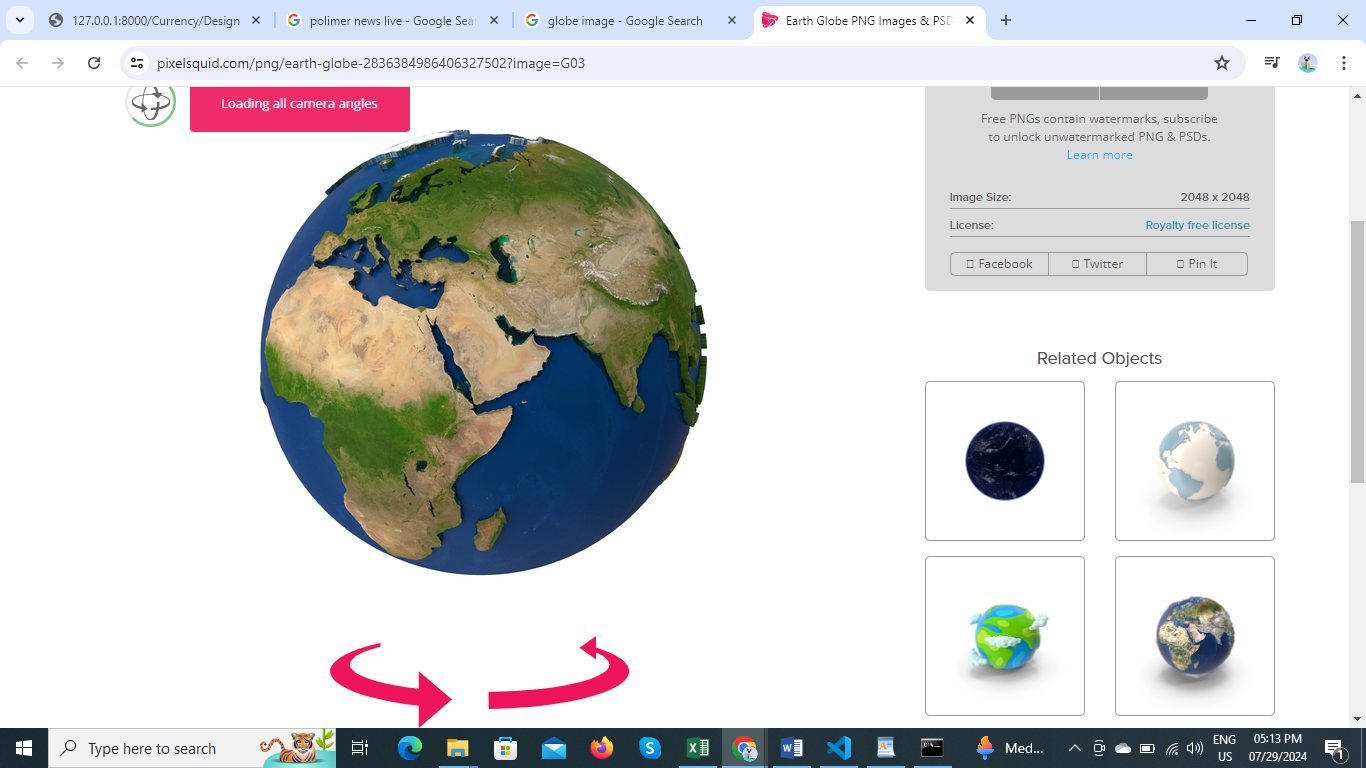 127.0.0.1:8000/Currency/Design
polimer news live - Google Sea
globe image - Google Search
Earth Globe PNG Images & PSD
pixelsquid.com/png/earth-globe-2836384986406327502?image=G03
Loading all camera angles
Free PNGs contain watermarks, subscribe
to unlock unwatermarked PNG & PSDs.
Learn more
Image Size: 2048 x 2048
License: Royalty free license
Facebook Twitter Pin It
Related Objects
Type here to search
Med...
ENG
US
05:13 PM
07/29/2024
1